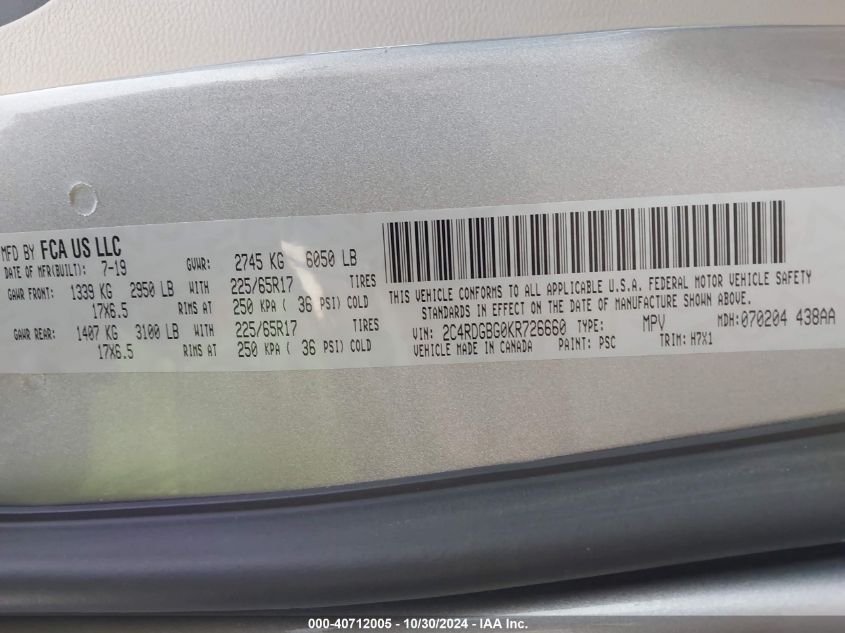 MFD BY FCA US LLC
DATE OF MFR(BUILT): 7-19 GVWR: 2745 KG 6050 LB
GAWR FRONT: 1339 KG 2950 LB WITH 225/65R17 TIRES
17X6.5 RIMS AT 250 KPA ( 36 PSI) COLD
GAWR REAR: 1407 KG 3100 LB WITH 225/65R17 TIRES
17X6.5 RIMS AT 250 KPA ( 36 PSI) COLD
THIS VEHICLE CONFORMS TO ALL APPLICABLE U.S.A. FEDERAL MOTOR VEHICLE SAFETY
STANDARDS IN EFFECT ON THE DATE OF MANUFACTURE SHOWN ABOVE.
VIN: 2C4RDGBG0KR726660 TYPE: MPV MDH:070204 438AA
VEHICLE MADE IN CANADA PAINT: PSC TRIM: H7X1
000-40712005 - 10/30/2024 - IAA Inc.